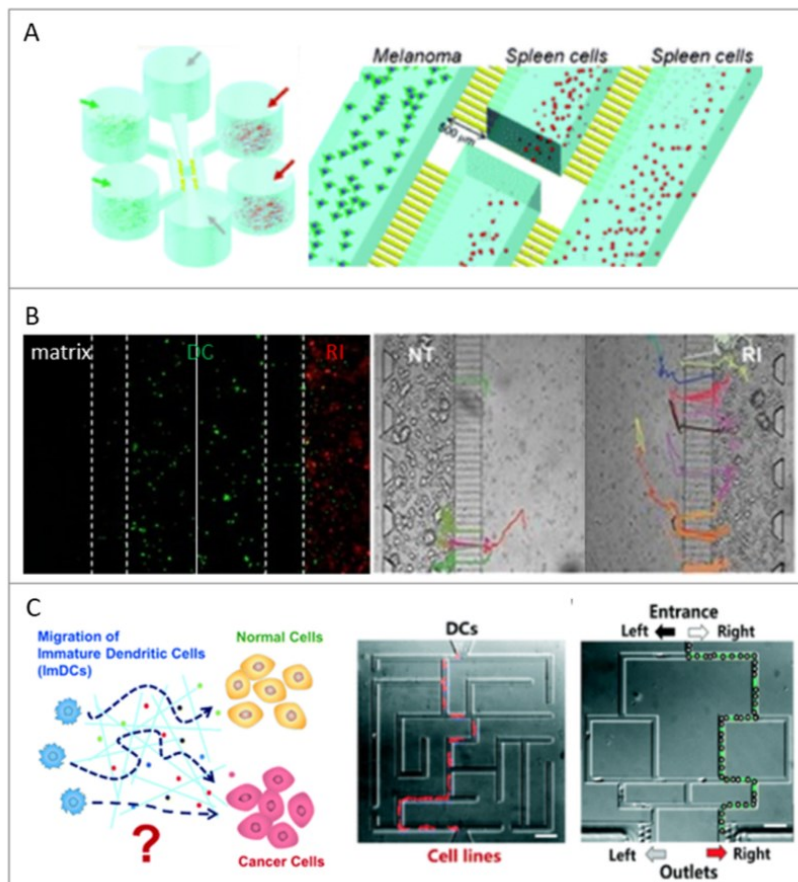 A
Melanoma Spleen cells Spleen cells
500 μm
B
matrix DC RI NT RI
C
Migration of
Immature Dendritic Cells
(ImDCs)
Normal Cells
?
Cancer Cells
DCs
Cell lines
Entrance
Left Right
Left Right
Outlets